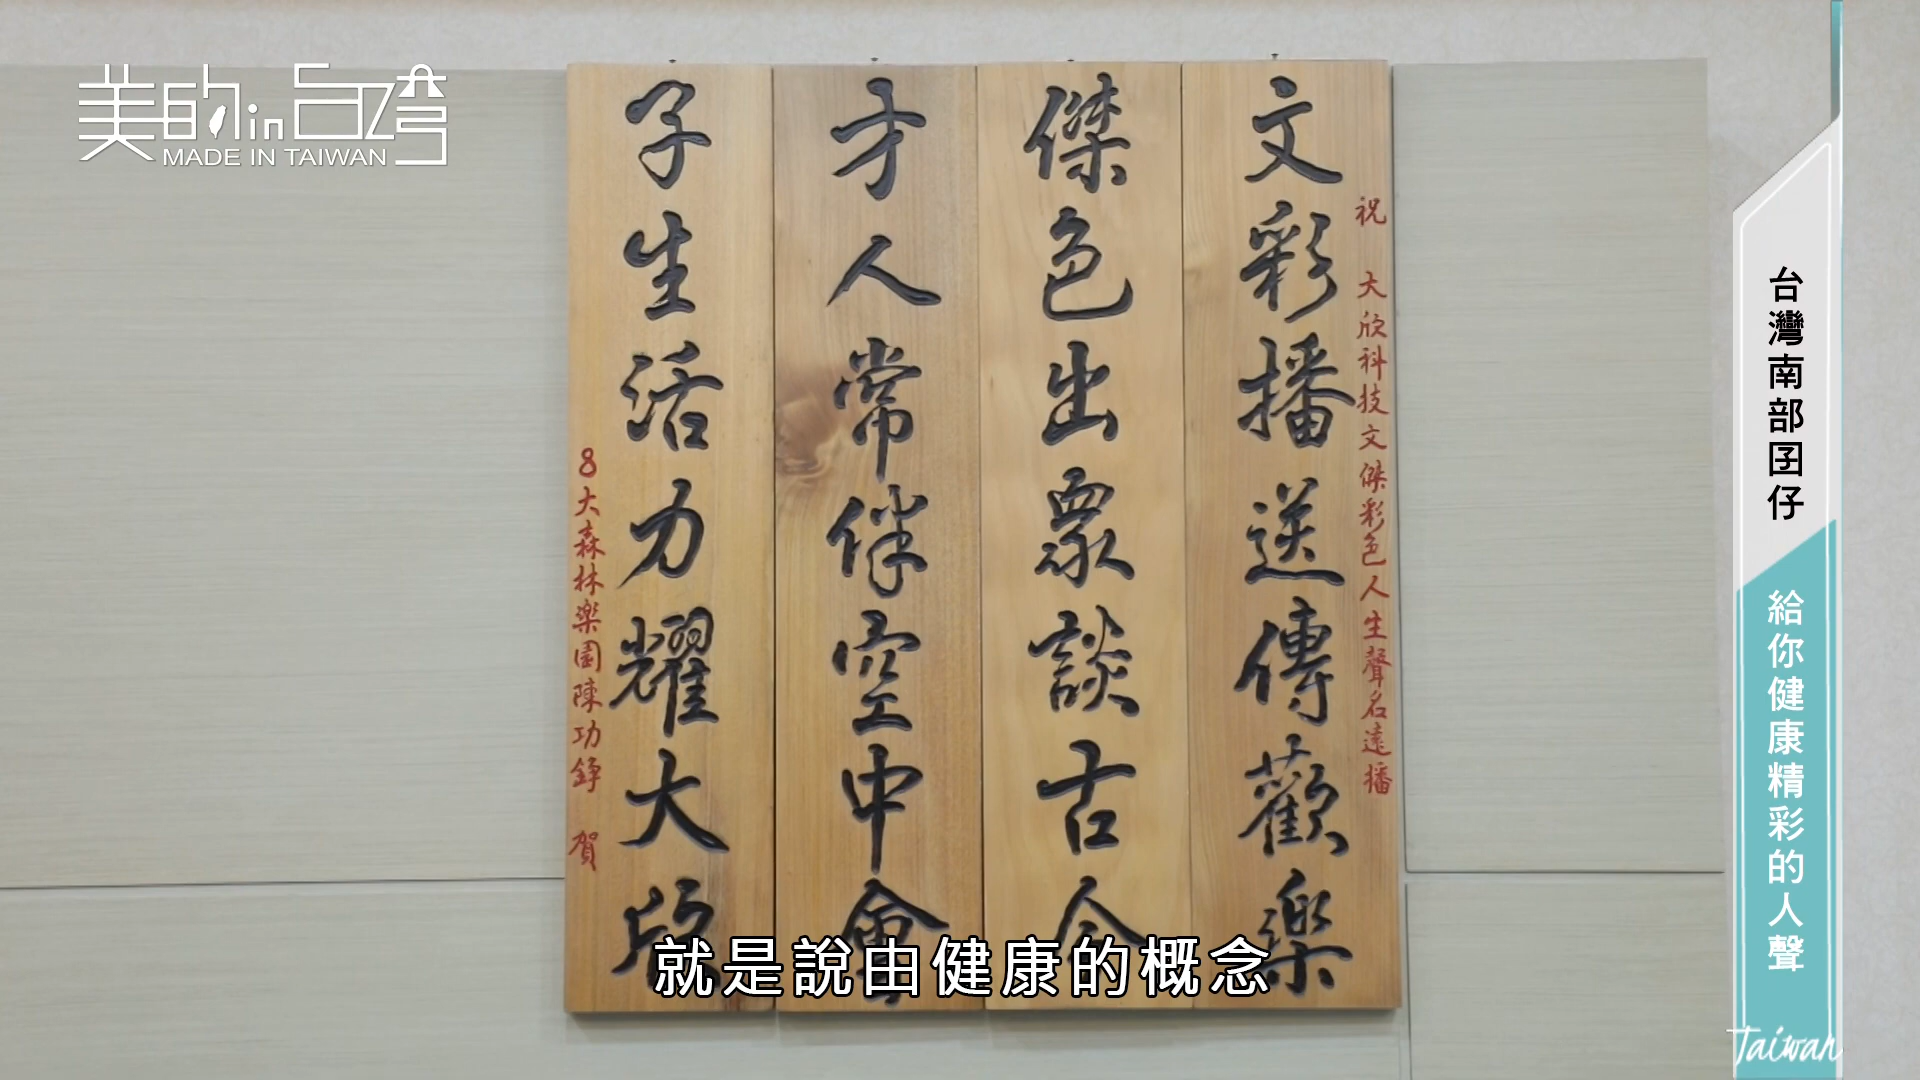 美的in台灣
MADE IN TAIWAN
祝 大欣科技文傑彩色人生聲名遠播
文彩播送傳歡樂
傑色出眾談古今
才人常伴空中會
子生活力耀大欣
8大森林楽園陳功錚 賀
台灣南部囝仔
給你健康精彩的人聲
Taiwan
就是說由健康的概念